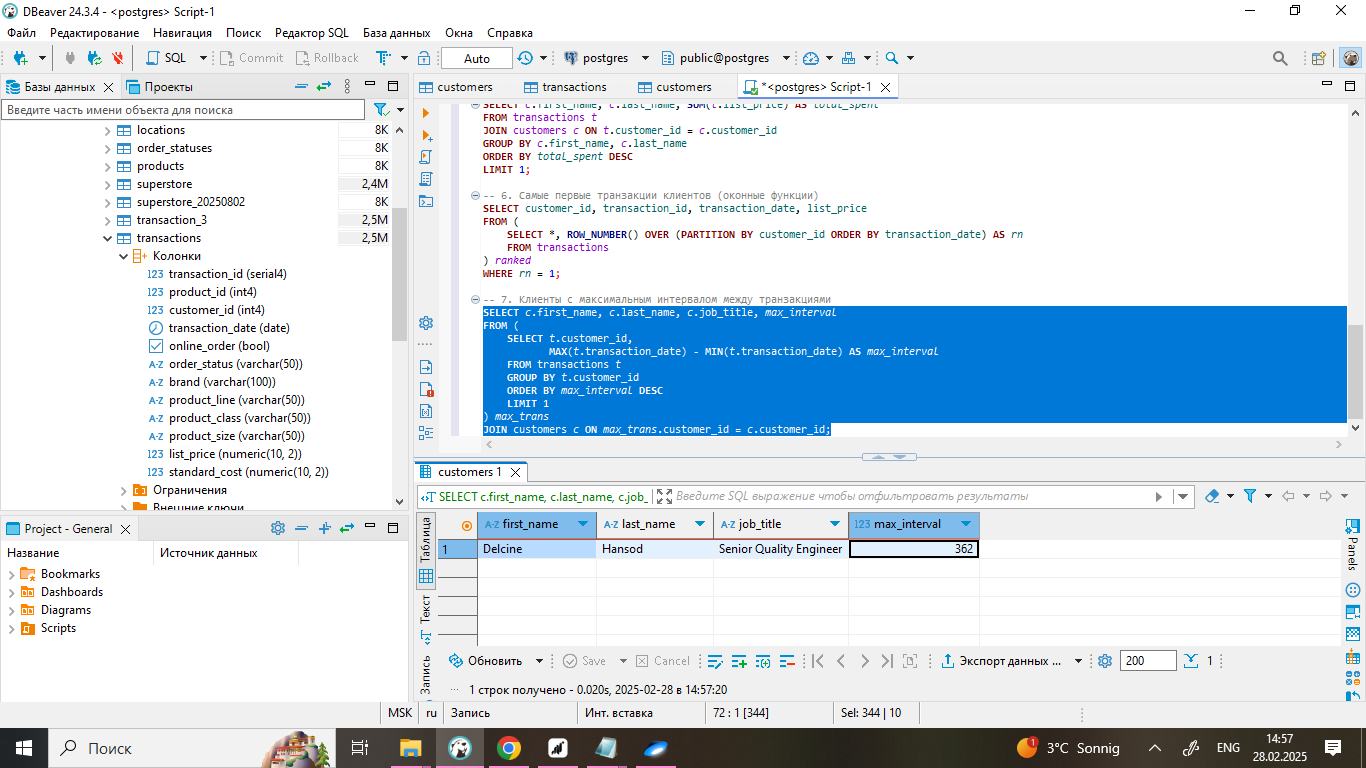 DBeaver 24.3.4 - <postgres> Script-1
Файл Редактирование Навигация Поиск Редактор SQL База данных Окна Справка
SQL Commit Rollback Auto postgres public@postgres
Базы данных Проекты
Введите часть имени объекта для поиска
locations 8K
order_statuses 8K
products 8K
superstore 2,4M
superstore_20250802 8K
transaction_3 2,5M
transactions 2,5M
Колонки
123 transaction_id (serial4)
123 product_id (int4)
123 customer_id (int4)
transaction_date (date)
online_order (bool)
A-Z order_status (varchar(50))
A-Z brand (varchar(100))
A-Z product_line (varchar(50))
A-Z product_class (varchar(50))
A-Z product_size (varchar(50))
123 list_price (numeric(10, 2))
123 standard_cost (numeric(10, 2))
Ограничения
Внешние ключи
Project - General
Название Источник данных
Bookmarks
Dashboards
Diagrams
Scripts
customers transactions customers *<postgres> Script-1
SELECT c.first_name, c.last_name, SUM(t.list_price) AS total_spent
FROM transactions t
JOIN customers c ON t.customer_id = c.customer_id
GROUP BY c.first_name, c.last_name
ORDER BY total_spent DESC
LIMIT 1;
-- 6. Самые первые транзакции клиентов (оконные функции)
SELECT customer_id, transaction_id, transaction_date, list_price
FROM (
SELECT *, ROW_NUMBER() OVER (PARTITION BY customer_id ORDER BY transaction_date) AS rn
FROM transactions
) ranked
WHERE rn = 1;
-- 7. Клиенты с максимальным интервалом между транзакциями
SELECT c.first_name, c.last_name, c.job_title, max_interval
FROM (
SELECT t.customer_id,
MAX(t.transaction_date) - MIN(t.transaction_date) AS max_interval
FROM transactions t
GROUP BY t.customer_id
ORDER BY max_interval DESC
LIMIT 1
) max_trans
JOIN customers c ON max_trans.customer_id = c.customer_id;
customers 1
SELECT c.first_name, c.last_name, c.job_ Введите SQL выражение чтобы отфильтровать результаты
Таблица
Текст
Запись
A-Z first_name A-Z last_name A-Z job_title 123 max_interval
1 Delcine Hansod Senior Quality Engineer 362
Panels
Обновить Save Cancel Экспорт данных ... 200 1
1 строк получено - 0.020s, 2025-02-28 в 14:57:20
MSK ru Запись Инт. вставка 72 : 1 [344] Sel: 344 | 10
Поиск 1 3°C Sonnig ENG 14:57
28.02.2025